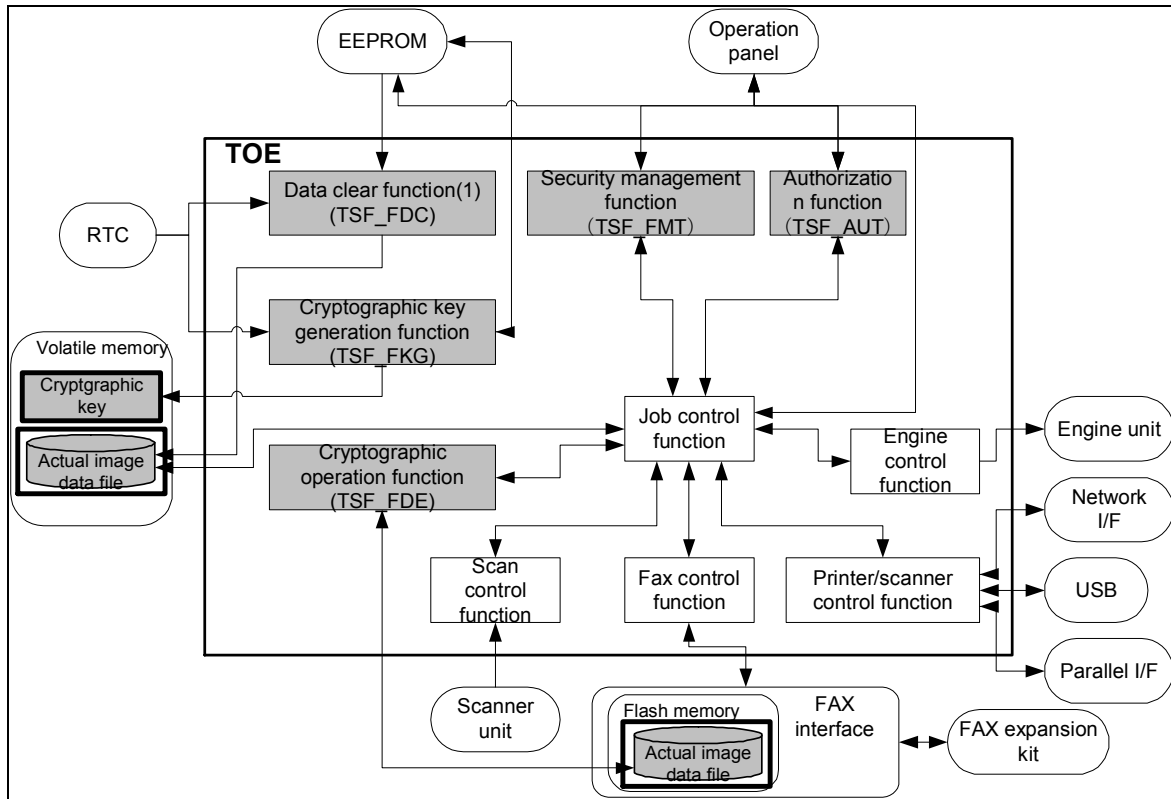 EEPROM
Operation
panel
TOE
Data clear function(1)
(TSF_FDC)
Security management
function
(TSF_FMT)
Authorizatio
n function
(TSF_AUT)
RTC
Cryptographic key
generation function
(TSF_FKG)
Volatile memory
Cryptgraphic
key
Actual image
data file
Job control
function
Engine
control
function
Engine unit
Cryptographic
operation function
(TSF_FDE)
Network
I/F
Scan
control
function
Fax control
function
Printer/scanner
control function
USB
Parallel I/F
Scanner
unit
Flash memory
Actual image
data file
FAX
interface
FAX expansion
kit